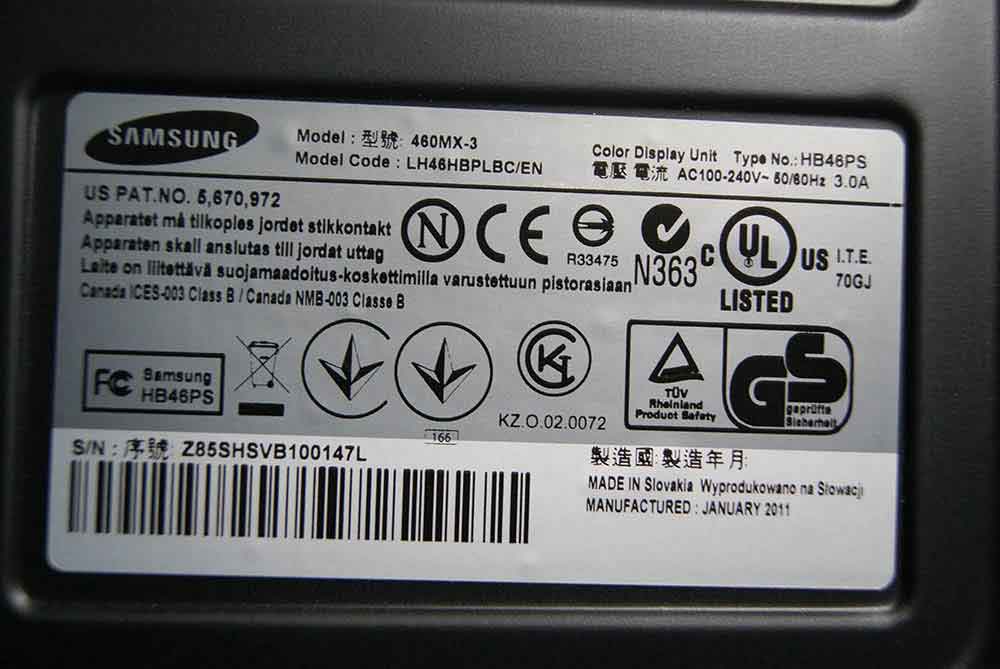 SAMSUNG
Model : 型號: 460MX-3
Model Code : LH46HBPLBC/EN
Color Display Unit Type No.: HB46PS
電壓 電流 AC100-240V~ 50/60Hz 3.0A
US PAT.NO. 5,670,972
Apparatet må tilkoples jordet stikkontakt
Apparaten skall anslutas till jordat uttag
Laite on liitettävä suojamaadoitus-koskettimilla varustettuun pistorasiaan
Canada ICES-003 Class B / Canada NMB-003 Classe B
N
CE
R33475
N363
C UL US
LISTED
I.T.E.
70GJ
FC Samsung
HB46PS
166
KZ.O.02.0072
TÜV
Rheinland
Product Safety
GS
geprüfte
Sicherheit
S/N : 序號: Z85SHSVB100147L
製造國: 製造年月:
MADE IN Slovakia Wyprodukowano na Słowacji
MANUFACTURED : JANUARY 2011